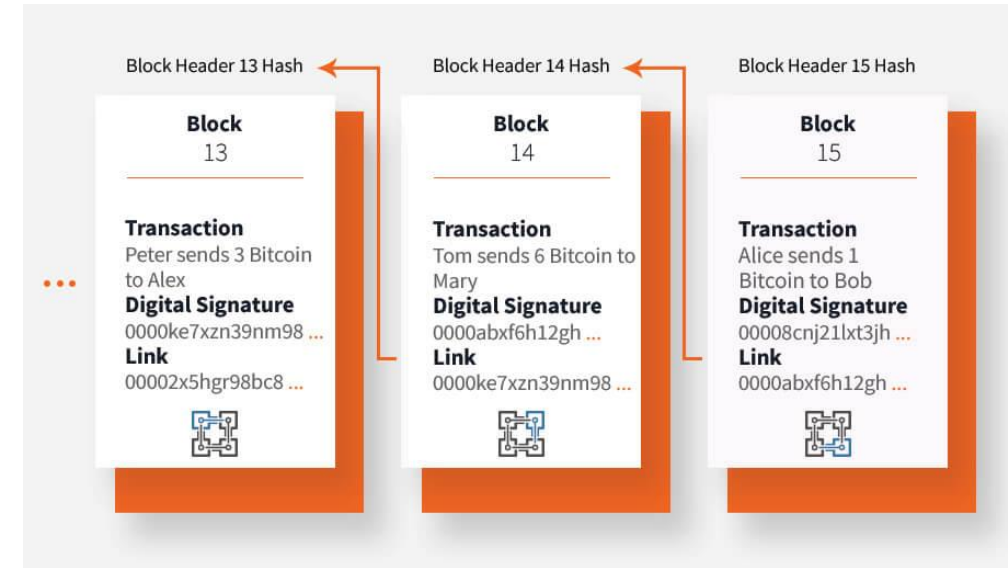 Block Header 13 Hash
Block
13
Transaction
Peter sends 3 Bitcoin
to Alex
Digital Signature
0000ke7xzn39nm98 ...
Link
00002x5hgr98bc8 ...
Block Header 14 Hash
Block
14
Transaction
Tom sends 6 Bitcoin to
Mary
Digital Signature
0000abxf6h12gh ...
Link
0000ke7xzn39nm98 ...
Block Header 15 Hash
Block
15
Transaction
Alice sends 1
Bitcoin to Bob
Digital Signature
00008cnj21lxt3jh ...
Link
0000abxf6h12gh ...